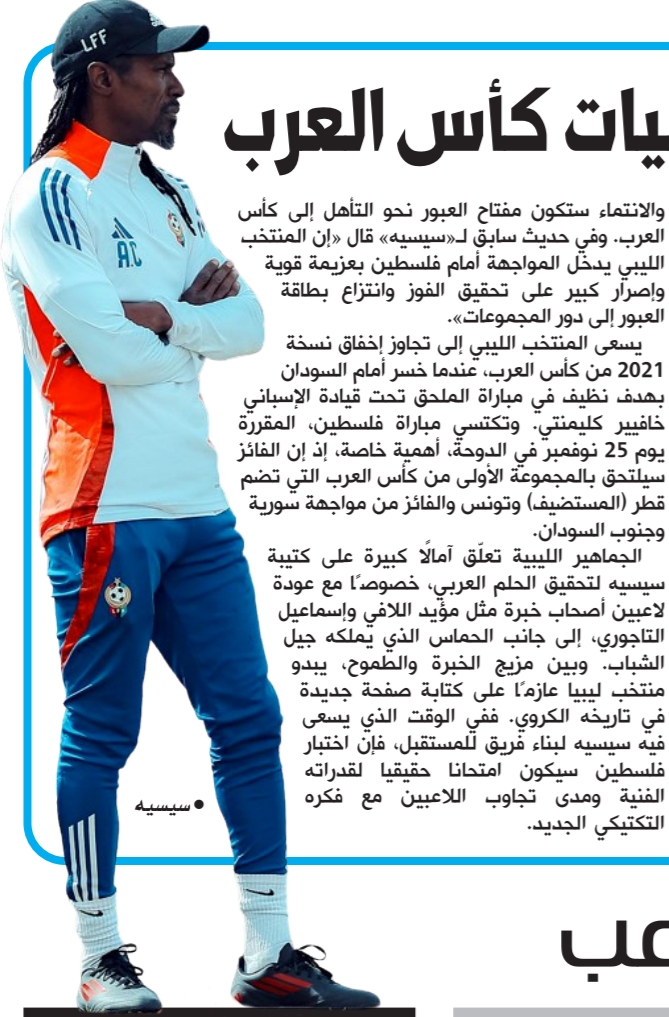 يات كأس العرب
والانتماء ستكون مفتاح العبور نحو التأهل إلى كأس
العرب. وفي حديث سابق لـ«سيسيه» قال «إن المنتخب
الليبي يدخل المواجهة أمام فلسطين بعزيمة قوية
وإصرار كبير على تحقيق الفوز وانتزاع بطاقة
العبور إلى دور المجموعات».
يسعى المنتخب الليبي إلى تجاوز إخفاق نسخة
2021 من كأس العرب، عندما خسر أمام السودان
بهدف نظيف في مباراة الملحق تحت قيادة الإسباني
خافيير كليمنتي. وتكتسي مباراة فلسطين، المقررة
يوم 25 نوفمبر في الدوحة، أهمية خاصة، إذ إن الفائز
سيلتحق بالمجموعة الأولى من كأس العرب التي تضم
قطر (المستضيف) وتونس والفائز من مواجهة سورية
وجنوب السودان.
الجماهير الليبية تعلّق آمالًا كبيرة على كتيبة
سيسيه لتحقيق الحلم العربي، خصوصًا مع عودة
لاعبين أصحاب خبرة مثل مؤيد اللافي وإسماعيل
التاجوري، إلى جانب الحماس الذي يملكه جيل
الشباب. وبين مزيج الخبرة والطموح، يبدو
منتخب ليبيا عازمًا على كتابة صفحة جديدة
في تاريخه الكروي. ففي الوقت الذي يسعى
فيه سيسيه لبناء فريق للمستقبل، فإن اختبار
فلسطين سيكون امتحانا حقيقيا لقدراته
الفنية ومدى تجاوب اللاعبين مع فكره
التكتيكي الجديد.
● سيسيه
LFF
A.C
عب